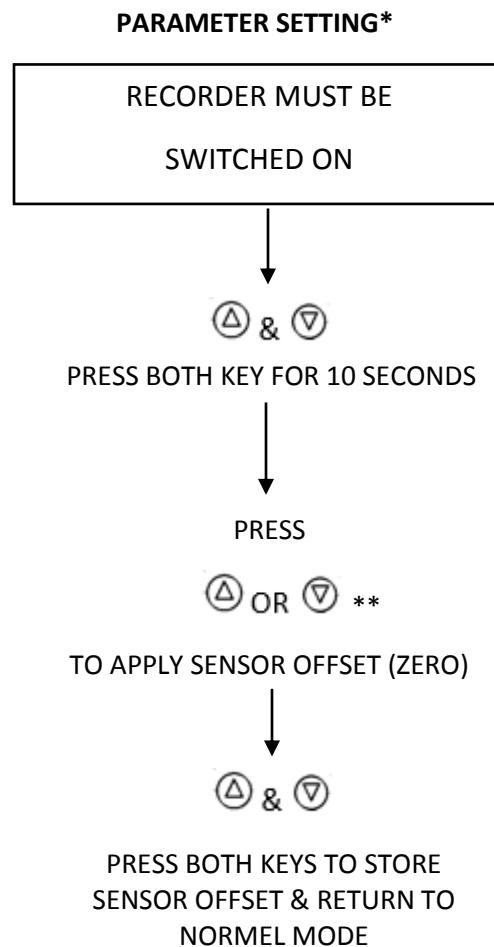 PARAMETER SETTING*
RECORDER MUST BE
SWITCHED ON
&
PRESS BOTH KEY FOR 10 SECONDS
PRESS
OR **
TO APPLY SENSOR OFFSET (ZERO)
&
PRESS BOTH KEYS TO STORE
SENSOR OFFSET & RETURN TO
NORMEL MODE